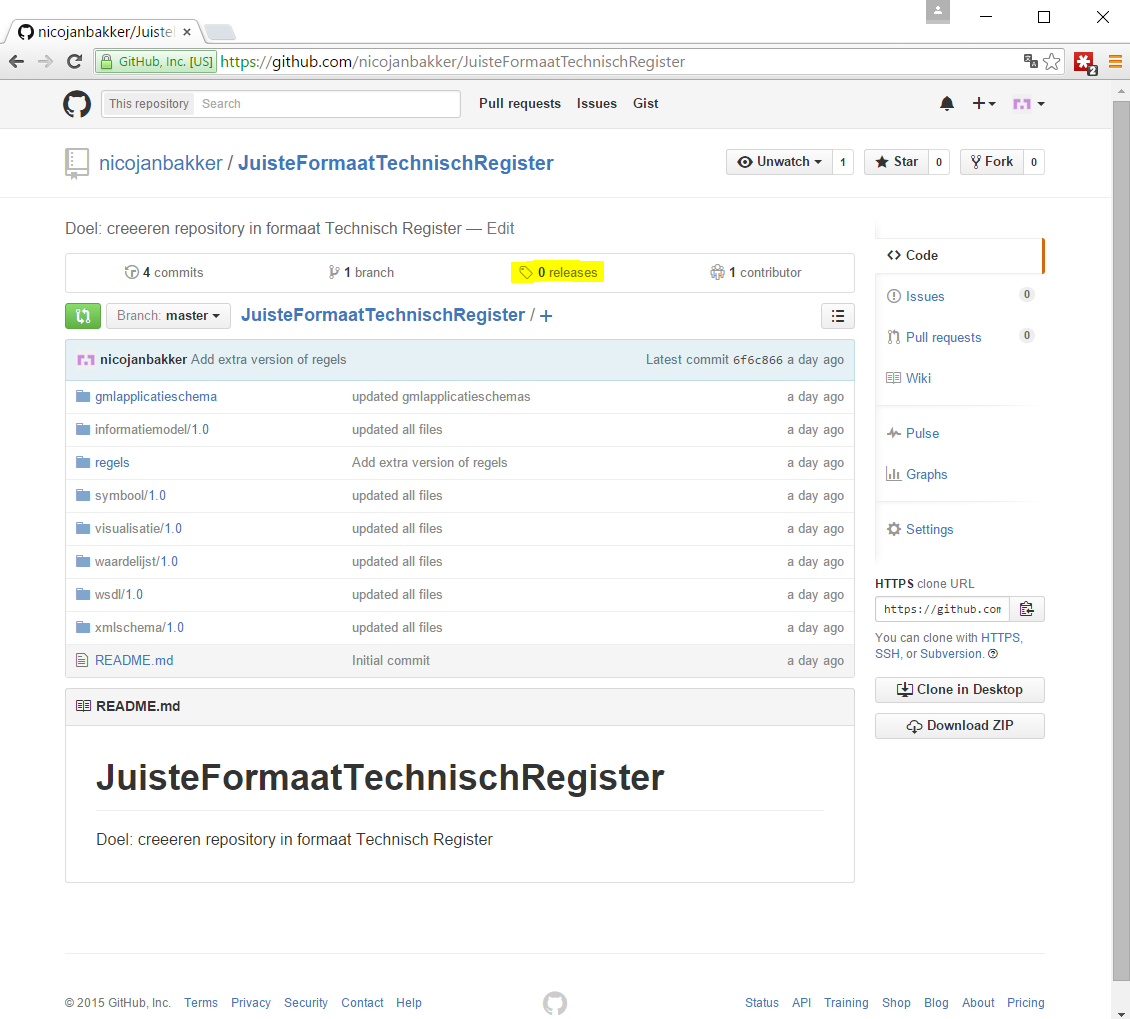 nicojanbakker/Juiste
GitHub, Inc. [US] https://github.com/nicojanbakker/JuisteFormaatTechnischRegister
2
This repository Search Pull requests Issues Gist
nicojanbakker / JuisteFormaatTechnischRegister Unwatch 1 Star 0 Fork 0
Doel: creeeren repository in formaat Technisch Register — Edit
4 commits 1 branch 0 releases 1 contributor
Branch: master JuisteFormaatTechnischRegister / +
nicojanbakker Add extra version of regels Latest commit 6f6c866 a day ago
gmlapplicatieschema updated gmlapplicatieschemas a day ago
informatiemodel/1.0 updated all files a day ago
regels Add extra version of regels a day ago
symbool/1.0 updated all files a day ago
visualisatie/1.0 updated all files a day ago
waardelijst/1.0 updated all files a day ago
wsdl/1.0 updated all files a day ago
xmlschema/1.0 updated all files a day ago
README.md Initial commit a day ago
README.md
JuisteFormaatTechnischRegister
Doel: creeeren repository in formaat Technisch Register
Code
Issues 0
Pull requests 0
Wiki
Pulse
Graphs
Settings
HTTPS clone URL
https://github.com
You can clone with HTTPS,
SSH, or Subversion.
Clone in Desktop
Download ZIP
© 2015 GitHub, Inc. Terms Privacy Security Contact Help Status API Training Shop Blog About Pricing